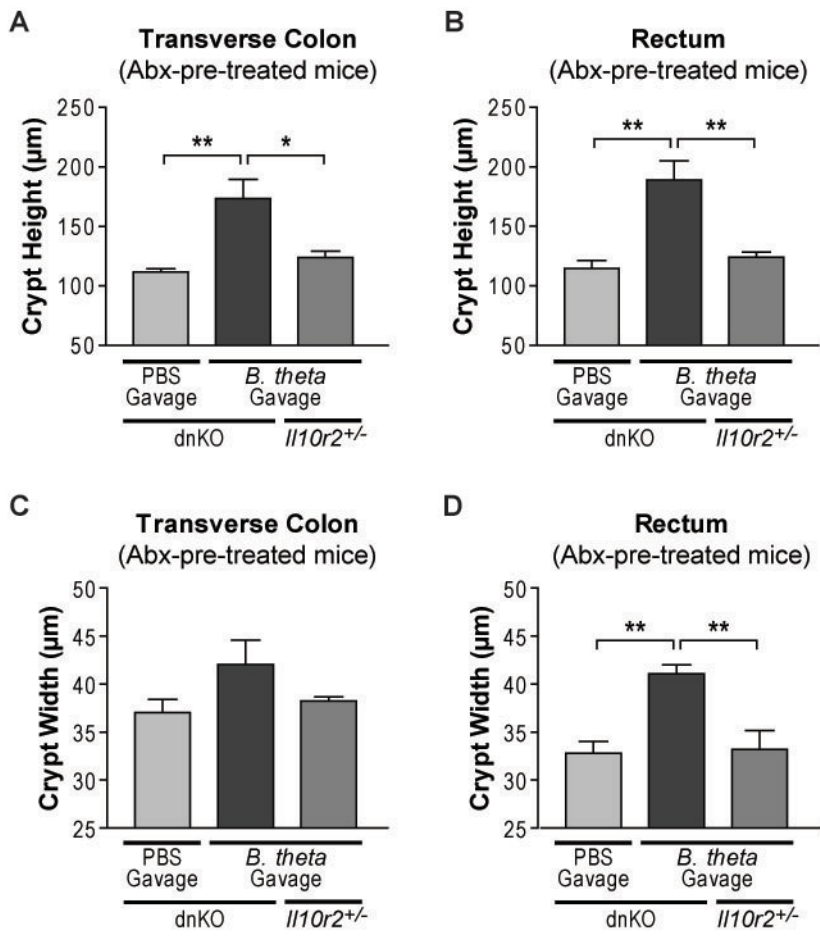 A
Transverse Colon
(Abx-pre-treated mice)
Crypt Height (µm)
250
200
150
100
50
**
*
PBS
Gavage
B. theta
Gavage
dnKO
Il10r2+/-
B
Rectum
(Abx-pre-treated mice)
Crypt Height (µm)
250
200
150
100
50
**
**
PBS
Gavage
B. theta
Gavage
dnKO
Il10r2+/-
C
Transverse Colon
(Abx-pre-treated mice)
Crypt Width (µm)
50
45
40
35
30
25
PBS
Gavage
B. theta
Gavage
dnKO
Il10r2+/-
D
Rectum
(Abx-pre-treated mice)
Crypt Width (µm)
50
45
40
35
30
25
**
**
PBS
Gavage
B. theta
Gavage
dnKO
Il10r2+/-